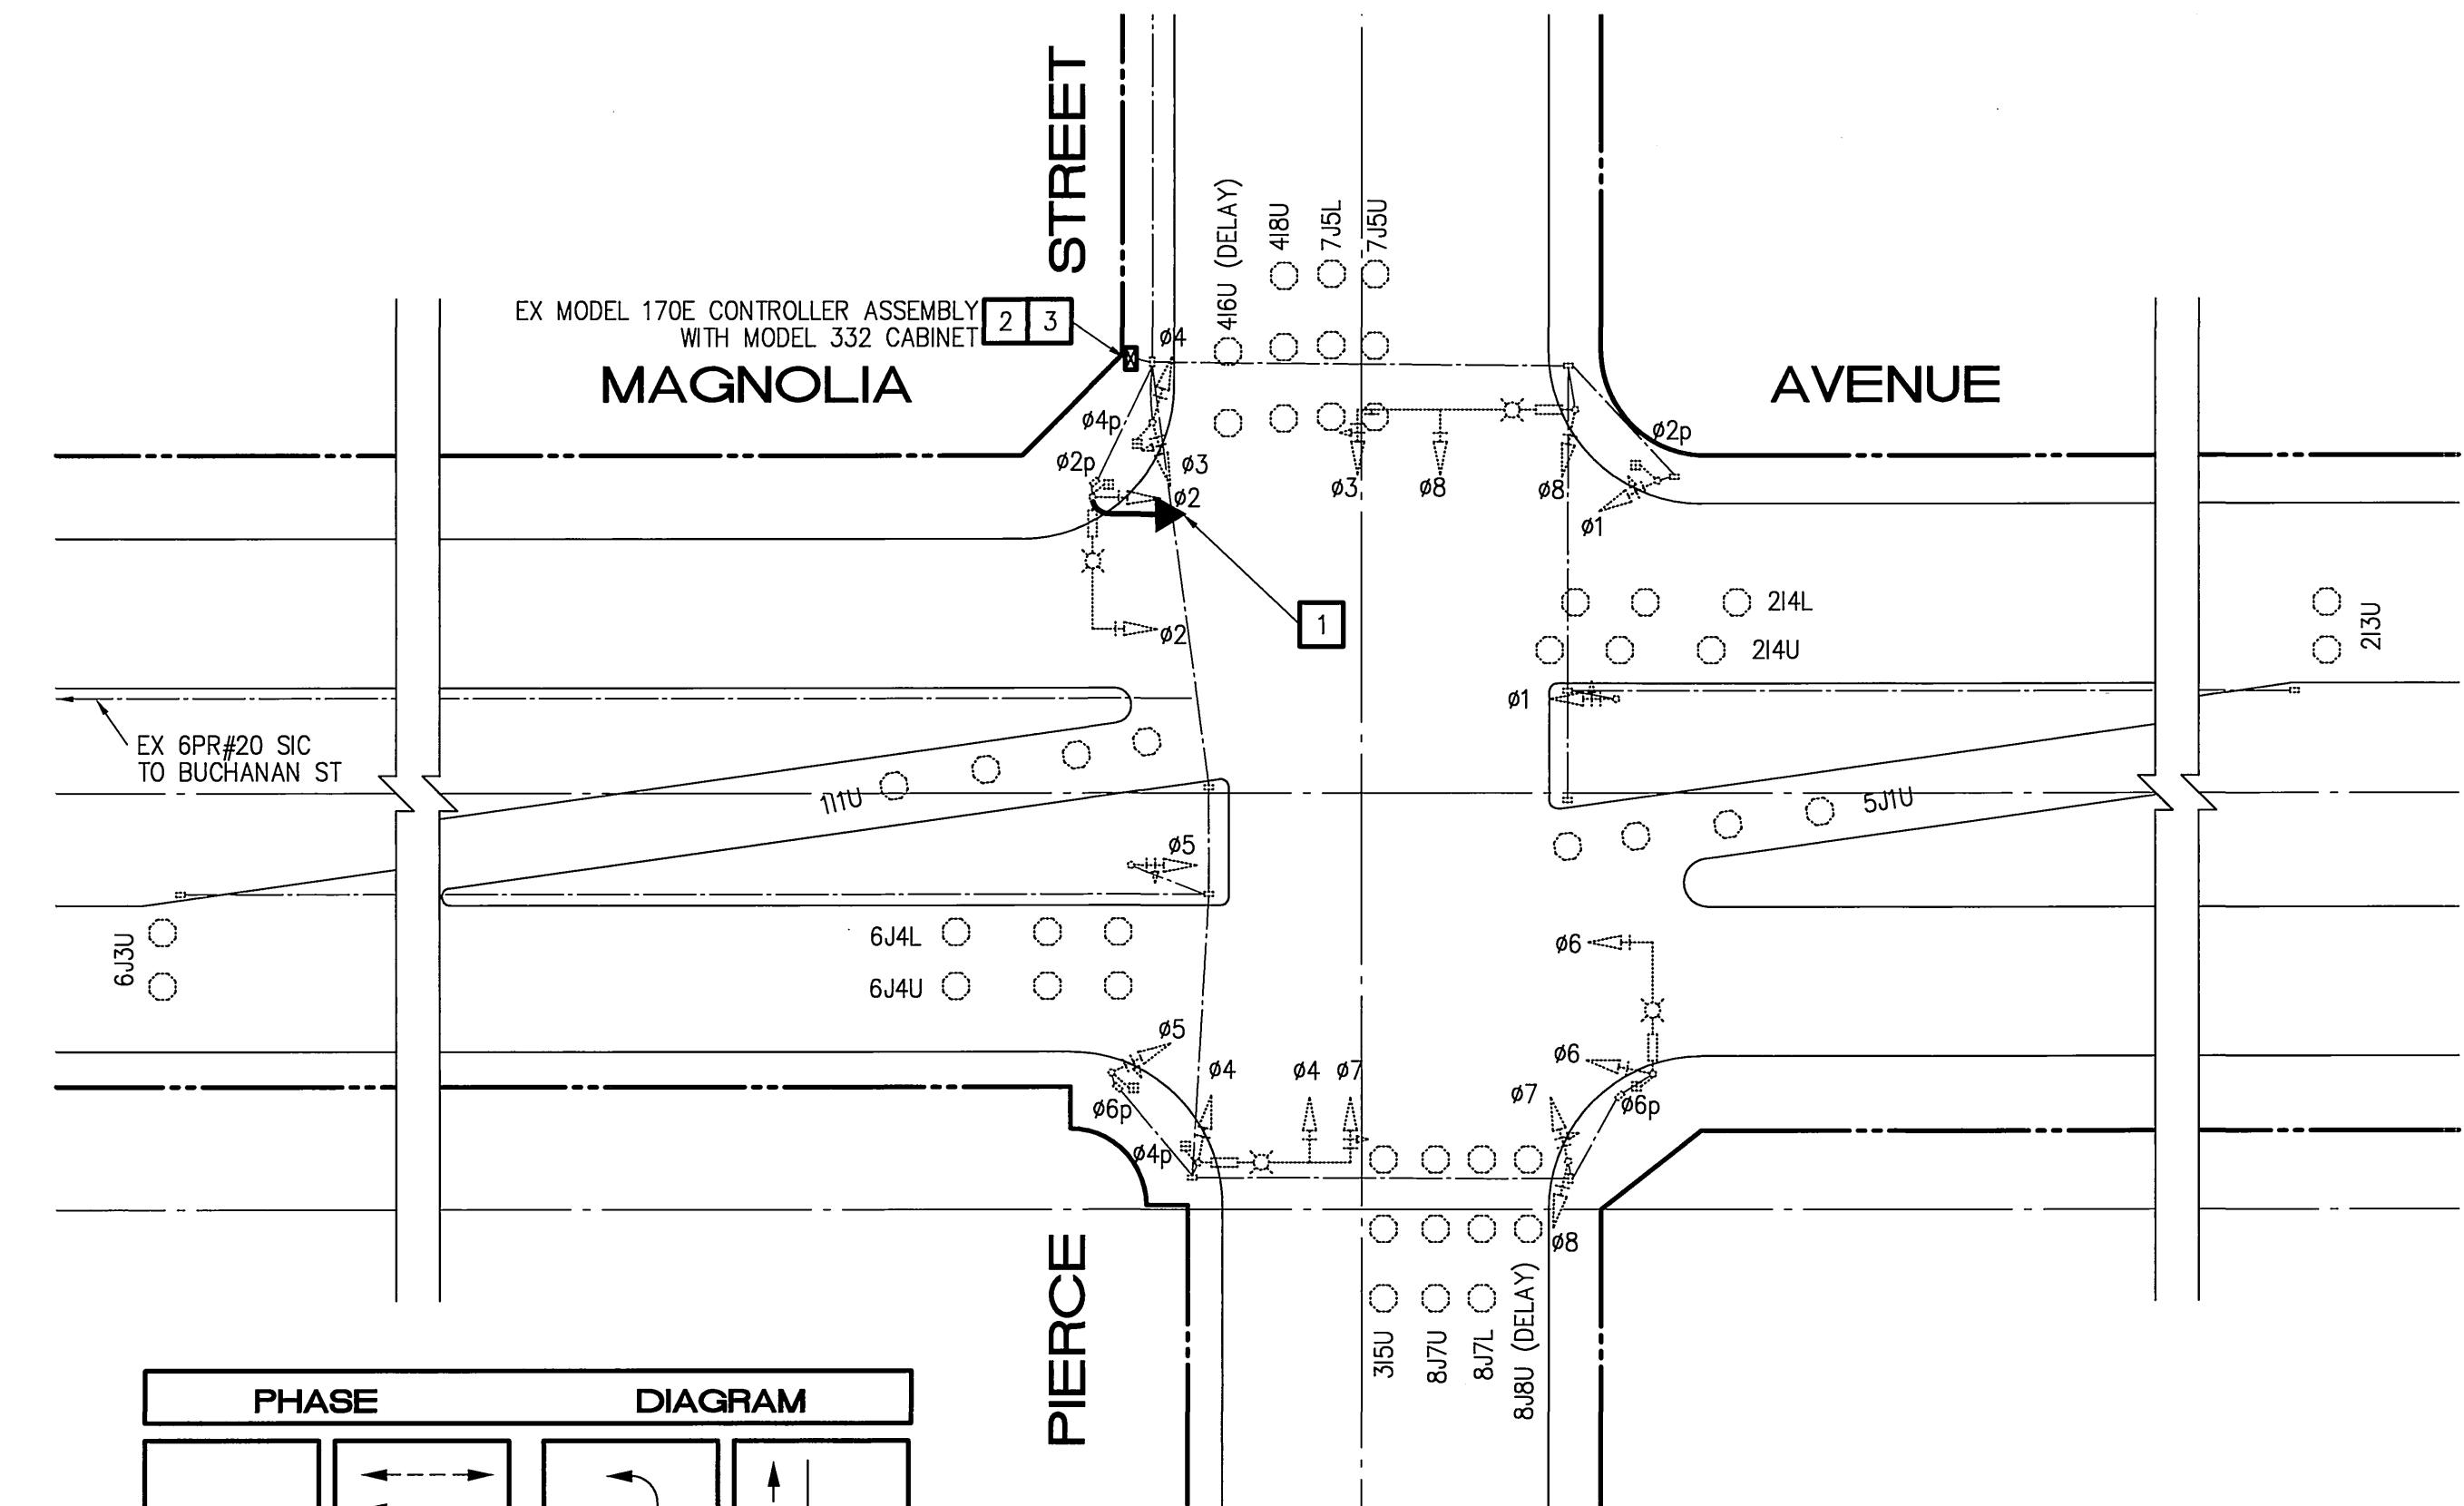 STREET
4I6U (DELAY)
4I8U
7J5L
7J5U
EX MODEL 170E CONTROLLER ASSEMBLY
WITH MODEL 332 CABINET
2 3
MAGNOLIA
AVENUE
ø4
ø4p
ø2p
ø3
ø2
ø3
ø8
ø8
ø2p
ø1
1
ø2
2I4L
2I4U
2I3U
ø1
EX 6PR#20 SIC
TO BUCHANAN ST
1I1U
5J1U
ø5
6J3U
6J4L
6J4U
ø6
ø5
ø6
ø4
ø4
ø7
ø7
ø6p
ø6p
ø4p
ø8
PIERCE
3I5U
8J7U
8J7L
8J8U (DELAY)
PHASE DIAGRAM